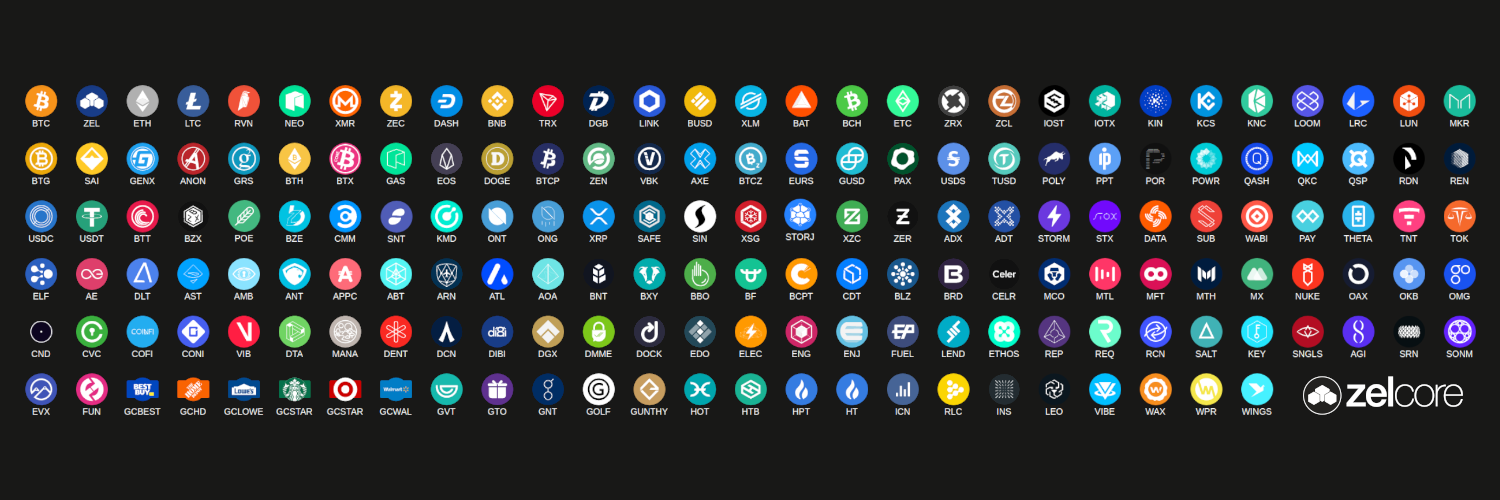 BTC ZEL ETH LTC RVN NEO XMR ZEC DASH BNB TRX DGB LINK BUSD XLM BAT BCH ETC ZRX ZCL IOST IOTX KIN KCS KNC LOOM LRC LUN MKR
BTG SAI GENX ANON GRS BTH BTX GAS EOS DOGE BTCP ZEN VBK AXE BTCZ EURS GUSD PAX USDS TUSD POLY PPT POR POWR QASH QKC QSP RDN REN
USDC USDT BTT BZX POE BZE CMM SNT KMD ONT ONG XRP SAFE SIN XSG STORJ XZC ZER ADX ADT STORM STX DATA SUB WABI PAY THETA TNT TOK
Celer
ELF AE DLT AST AMB ANT APPC ABT ARN ATL AOA BNT BXY BBO BF BCPT CDT BLZ BRD CELR MCO MTL MFT MTH MX NUKE OAX OKB OMG
COINFI diBi
CND CVC COFI CONI VIB DTA MANA DENT DCN DIBI DGX DMME DOCK EDO ELEC ENG ENJ FUEL LEND ETHOS REP REQ RCN SALT KEY SNGLS AGI SRN SONM
BEST BUY LOWE'S Walmart
EVX FUN GCBEST GCHD GCLOWE GCSTAR GCSTAR GCWAL GVT GTO GNT GOLF GUNTHY HOT HTB HPT HT ICN RLC INS LEO VIBE WAX WPR WINGS
zelcore